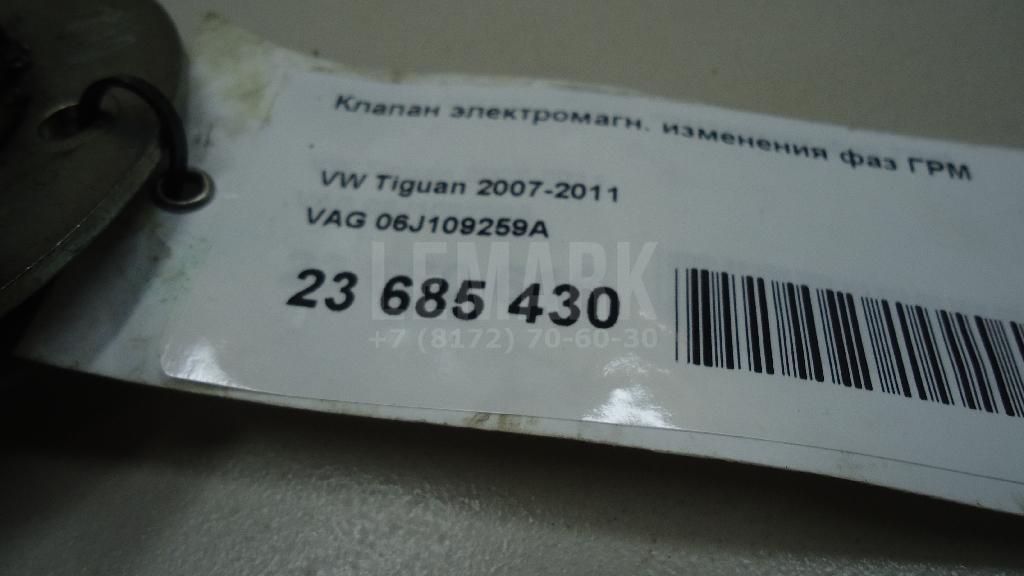 Клапан электромагн. изменения фаз ГРМ
VW Tiguan 2007-2011
VAG 06J109259A
23 685 430
LEMARK
+7 (8172) 70-60-30